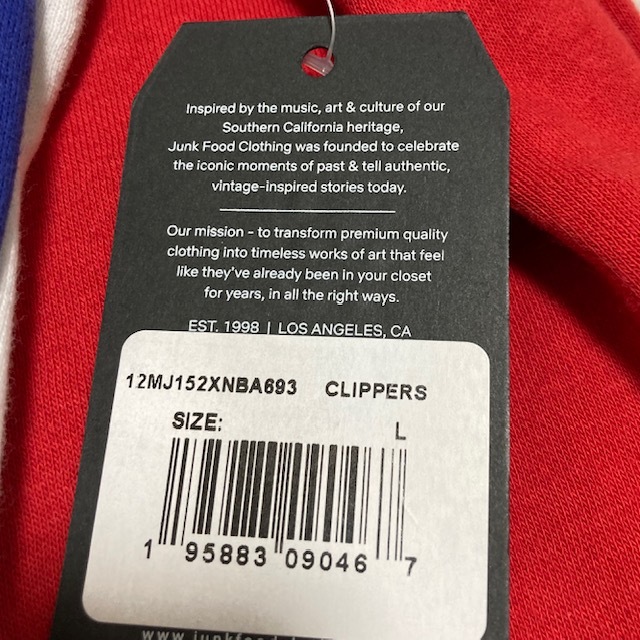 Inspired by the music, art & culture of our
Southern California heritage,
Junk Food Clothing was founded to celebrate
the iconic moments of past & tell authentic,
vintage-inspired stories today.
Our mission - to transform premium quality
clothing into timeless works of art that feel
like they've already been in your closet
for years, in all the right ways.
EST. 1998 | LOS ANGELES, CA
12MJ152XNBA693 CLIPPERS
SIZE: L
1 95883 09046 7